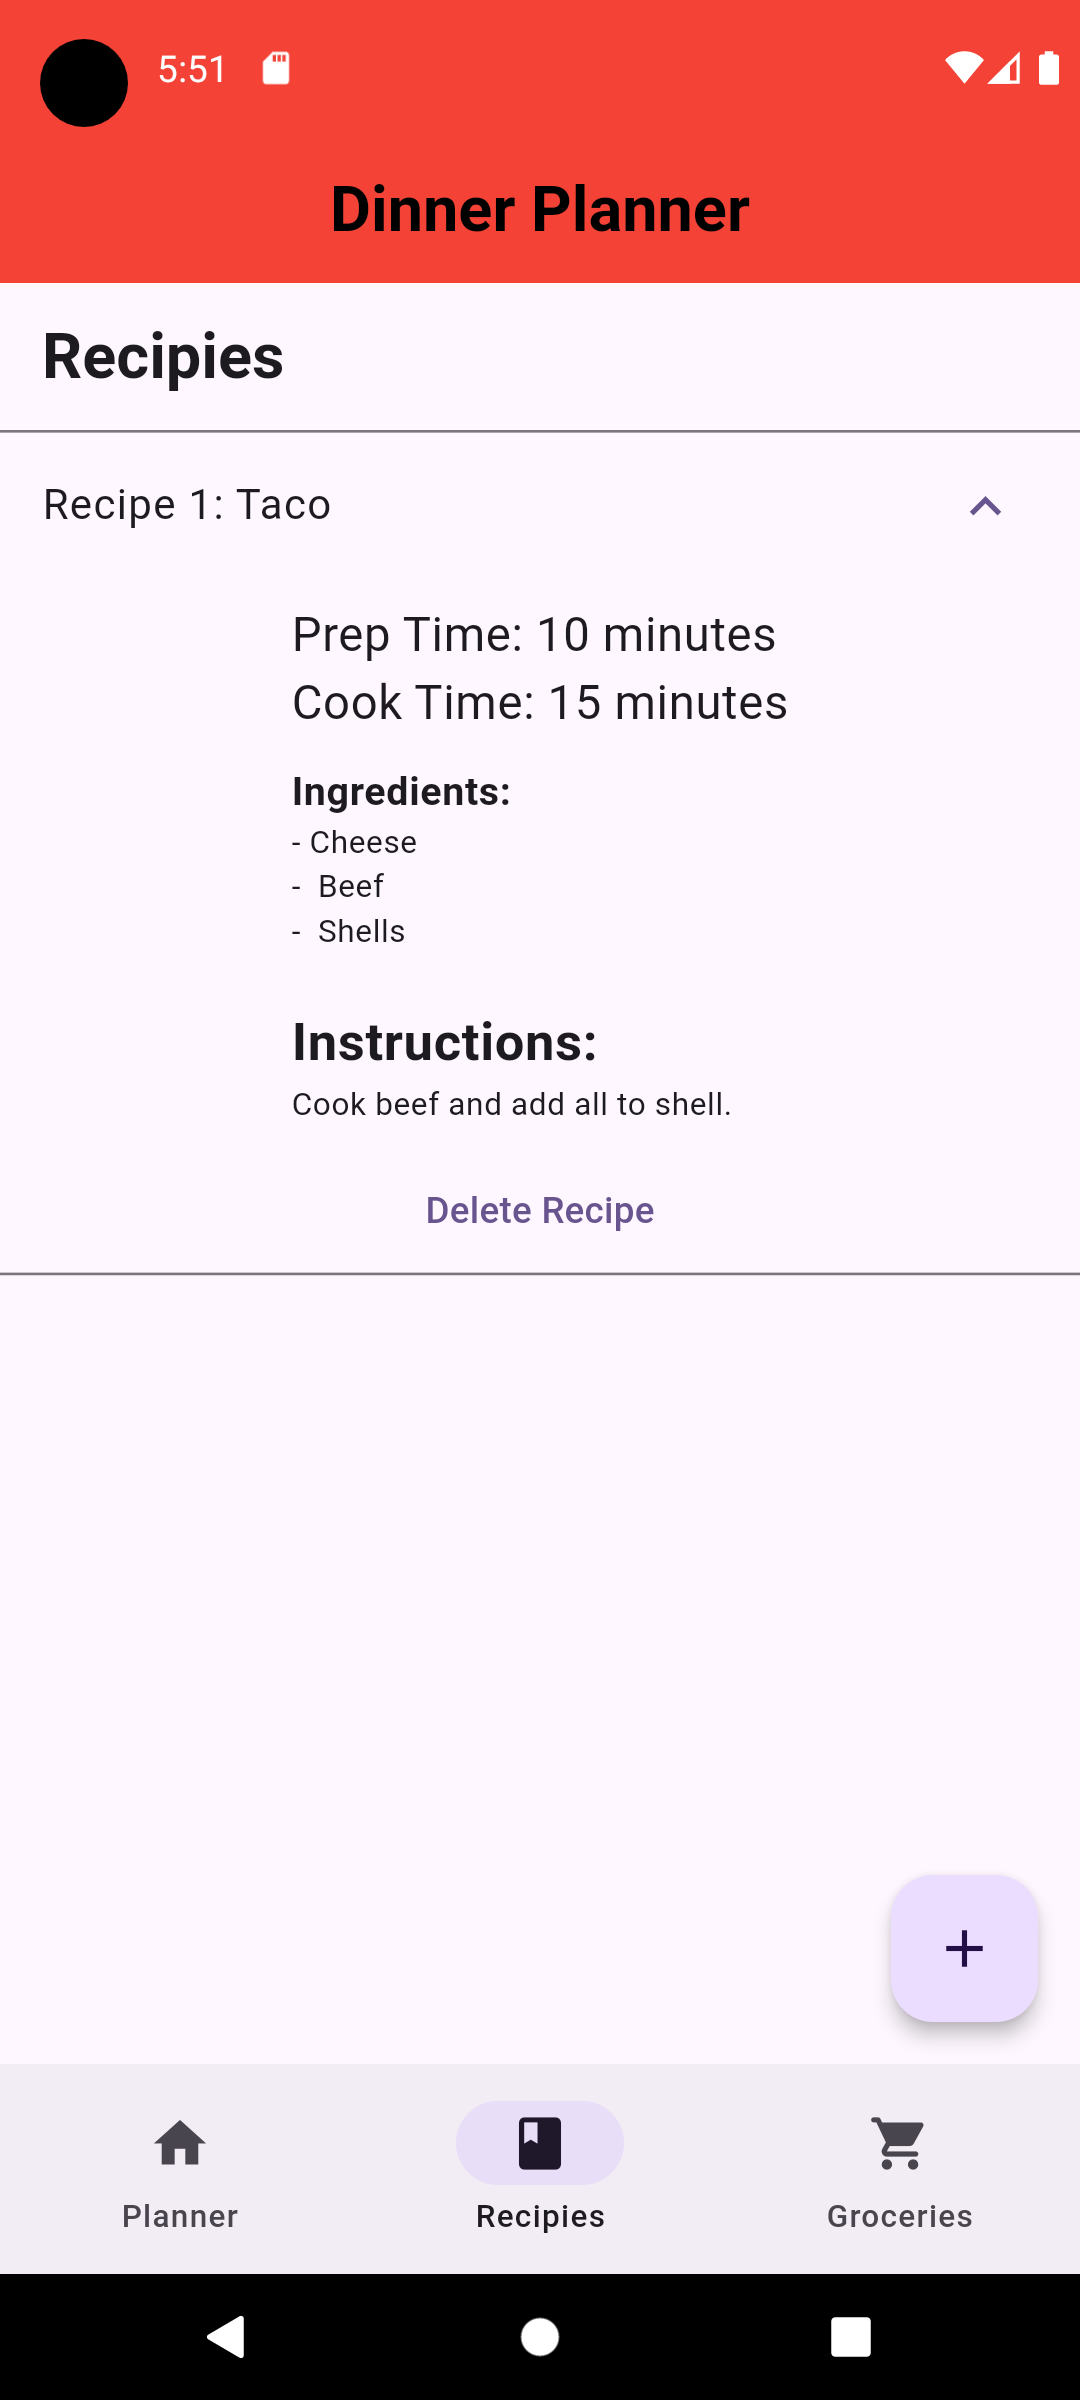 5:51
Dinner Planner
Recipies
Recipe 1: Taco
Prep Time: 10 minutes
Cook Time: 15 minutes
Ingredients:
- Cheese
-  Beef
-  Shells
Instructions:
Cook beef and add all to shell.
Delete Recipe
Planner
Recipies
Groceries